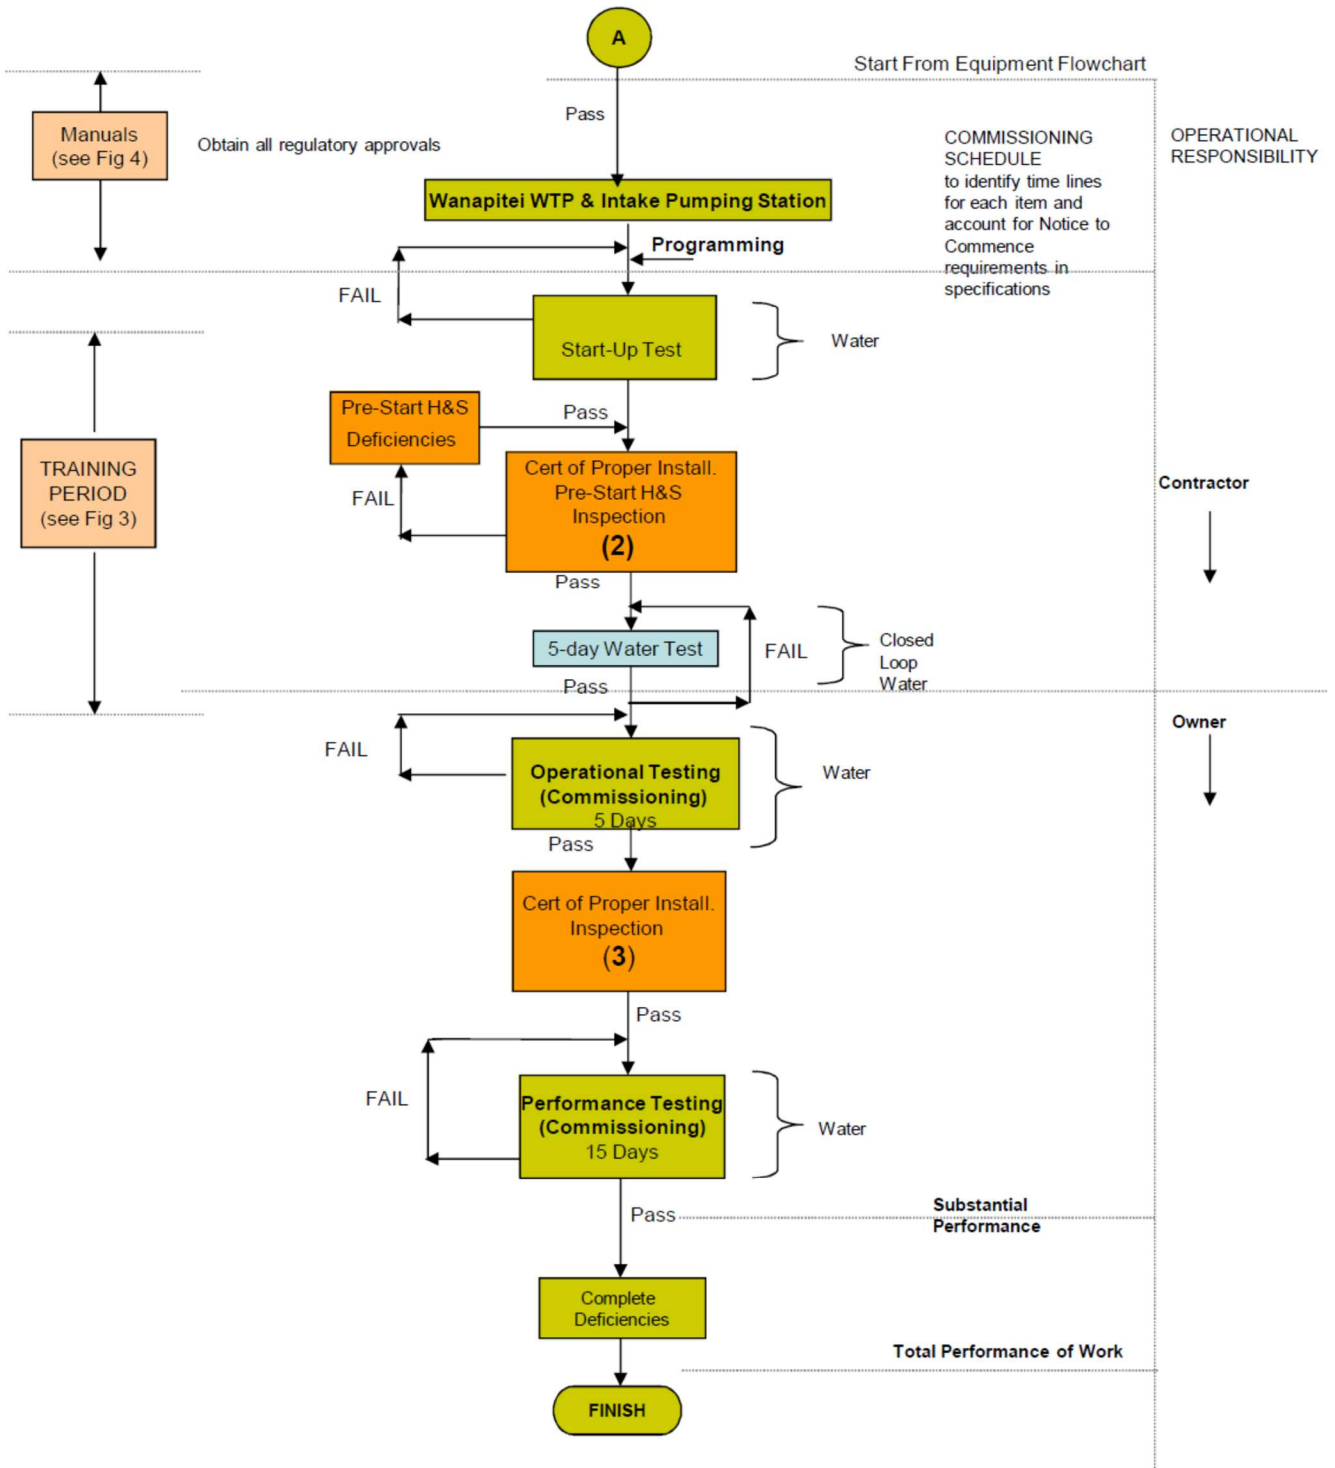 A
Start From Equipment Flowchart
Pass
Manuals
(see Fig 4)
Obtain all regulatory approvals
COMMISSIONING
SCHEDULE
to identify time lines
for each item and
account for Notice to
Commence
requirements in
specifications
OPERATIONAL
RESPONSIBILITY
Wanapitei WTP & Intake Pumping Station
Programming
FAIL
Start-Up Test
Water
Pass
Pre-Start H&S
Deficiencies
TRAINING
PERIOD
(see Fig 3)
FAIL
Cert of Proper Install.
Pre-Start H&S
Inspection
(2)
Contractor
Pass
5-day Water Test
FAIL
Closed
Loop
Water
Pass
Owner
FAIL
Operational Testing
(Commissioning)
5 Days
Water
Pass
Cert of Proper Install.
Inspection
(3)
Pass
FAIL
Performance Testing
(Commissioning)
15 Days
Water
Pass
Substantial
Performance
Complete
Deficiencies
Total Performance of Work
FINISH